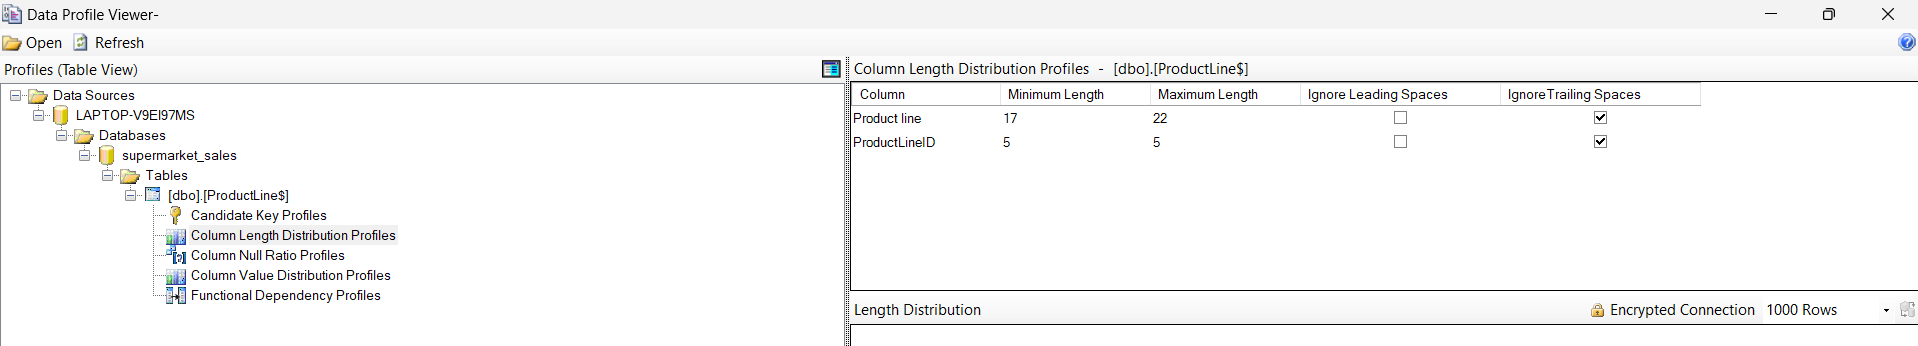 Data Profile Viewer-
Open Refresh
Profiles (Table View)
Data Sources
LAPTOP-V9EI97MS
Databases
supermarket_sales
Tables
[dbo].[ProductLine$]
Candidate Key Profiles
Column Length Distribution Profiles
Column Null Ratio Profiles
Column Value Distribution Profiles
Functional Dependency Profiles
Column Length Distribution Profiles - [dbo].[ProductLine$]
Column Minimum Length Maximum Length Ignore Leading Spaces IgnoreTrailing Spaces
Product line 17 22
ProductLineID 5 5
Length Distribution Encrypted Connection 1000 Rows